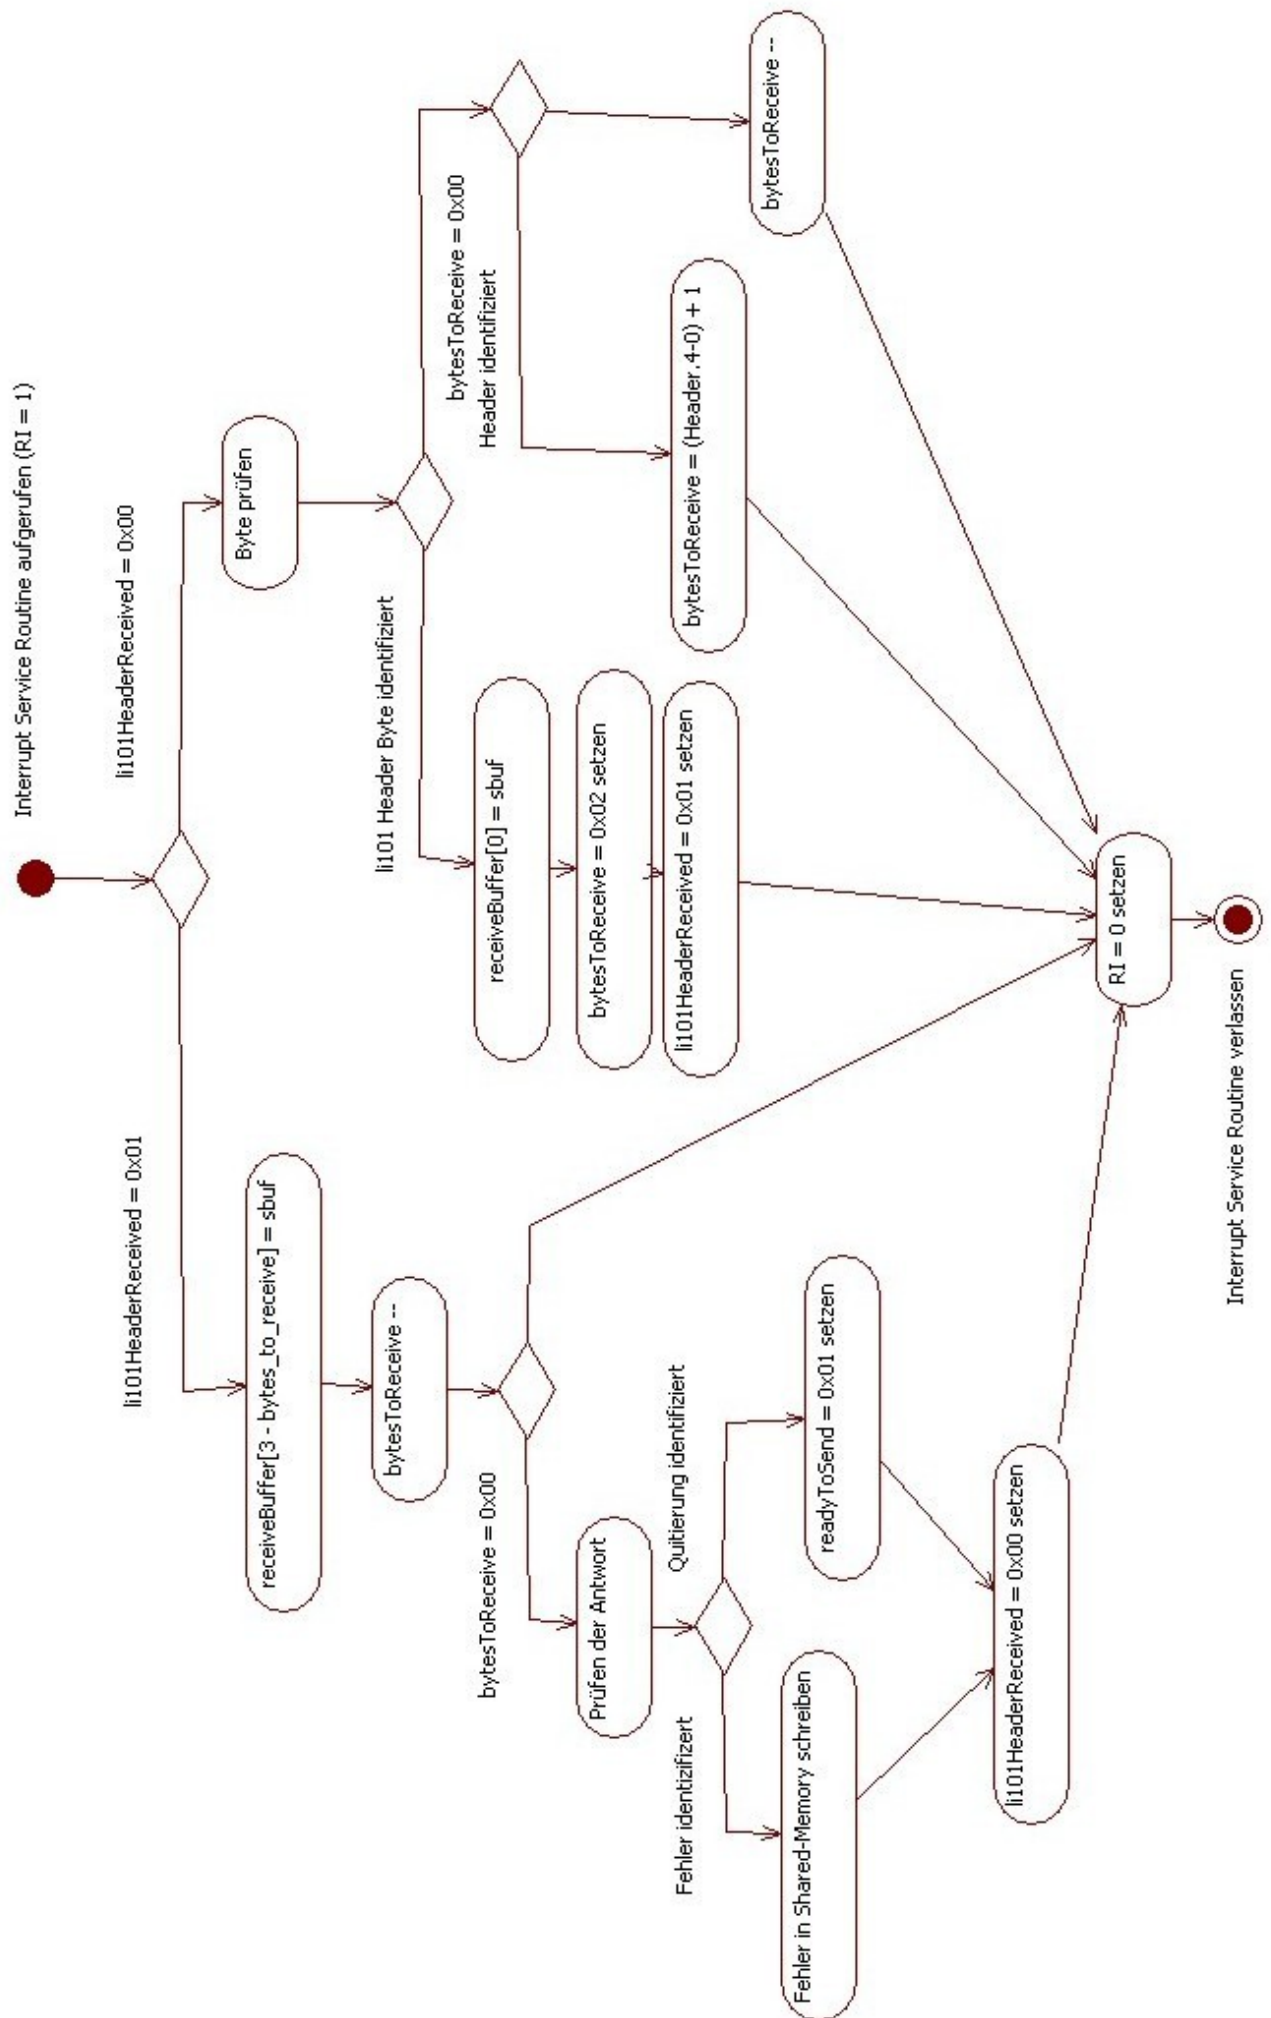 Interrupt Service Routine aufgerufen (RI = 1)
li101HeaderReceived = 0x01
li101HeaderReceived = 0x00
receiveBuffer[3 - bytes_to_receive] = sbuf
Byte prüfen
bytesToReceive --
li101 Header Byte identifiziert
bytesToReceive = 0x00
Header identifiziert
bytesToReceive = 0x00
receiveBuffer[0] = sbuf
bytesToReceive = 0x02 setzen
li101HeaderReceived = 0x01 setzen
bytesToReceive = (Header.4-0) + 1
bytesToReceive --
Prüfen der Antwort
Fehler identizifizert
Quitierung identifiziert
Fehler in Shared-Memory schreiben
readyToSend = 0x01 setzen
li101HeaderReceived = 0x00 setzen
RI = 0 setzen
Interrupt Service Routine verlassen